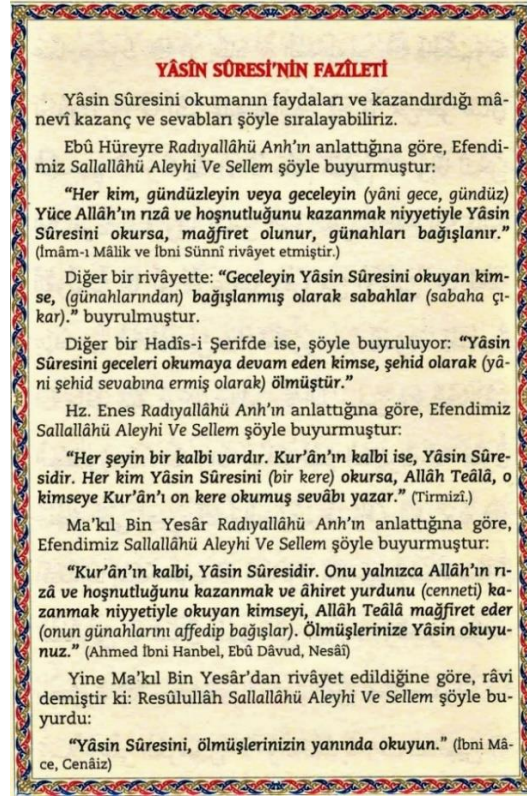 YÂSÎN SÛRESİ'NİN FAZÎLETİ
Yâsin Sûresini okumanın faydaları ve kazandırdığı mâ-
nevî kazanç ve sevabları şöyle sıralayabiliriz.
Ebû Hüreyre Radıyallâhü Anh'ın anlattığına göre, Efendi-
miz Sallallâhü Aleyhi Ve Sellem şöyle buyurmuştur:
"Her kim, gündüzleyin veya geceleyin (yâni gece, gündüz)
Yüce Allâh'ın rızâ ve hoşnutluğunu kazanmak niyyetiyle Yâsin
Sûresini okursa, mağfiret olunur, günahları bağışlanır."
(İmâm-ı Mâlik ve İbni Sünnî rivâyet etmiştir.)
Diğer bir rivâyette: "Geceleyin Yâsin Sûresini okuyan kim-
se, (günahlarından) bağışlanmış olarak sabahlar (sabaha çı-
kar)." buyrulmuştur.
Diğer bir Hadîs-i Şerifde ise, şöyle buyruluyor: "Yâsin
Sûresini geceleri okumaya devam eden kimse, şehid olarak (yâ-
ni şehid sevabına ermiş olarak) ölmüştür."
Hz. Enes Radıyallâhü Anh'ın anlattığına göre, Efendimiz
Sallallâhü Aleyhi Ve Sellem şöyle buyurmuştur:
"Her şeyin bir kalbi vardır. Kur'ân'ın kalbi ise, Yâsin Sûre-
sidir. Her kim Yâsin Sûresini (bir kere) okursa, Allâh Teâlâ, o
kimseye Kur'ân'ı on kere okumuş sevâbı yazar." (Tirmizî.)
Ma'kıl Bin Yesâr Radıyallâhü Anh'ın anlattığına göre,
Efendimiz Sallallâhü Aleyhi Ve Sellem şöyle buyurmuştur:
"Kur'ân'ın kalbi, Yâsin Sûresidir. Onu yalnızca Allâh'ın rı-
zâ ve hoşnutluğunu kazanmak ve âhiret yurdunu (cenneti) ka-
zanmak niyyetiyle okuyan kimseyi, Allâh Teâlâ mağfiret eder
(onun günahlarını affedip bağışlar). Ölmüşlerinize Yâsin okuyu-
nuz." (Ahmed İbni Hanbel, Ebû Dâvud, Nesâî)
Yine Ma'kıl Bin Yesâr'dan rivâyet edildiğine göre, râvi
demiştir ki: Resûlullâh Sallallâhü Aleyhi Ve Sellem şöyle bu-
yurdu:
"Yâsin Sûresini, ölmüşlerinizin yanında okuyun." (İbni Mâ-
ce, Cenâiz)